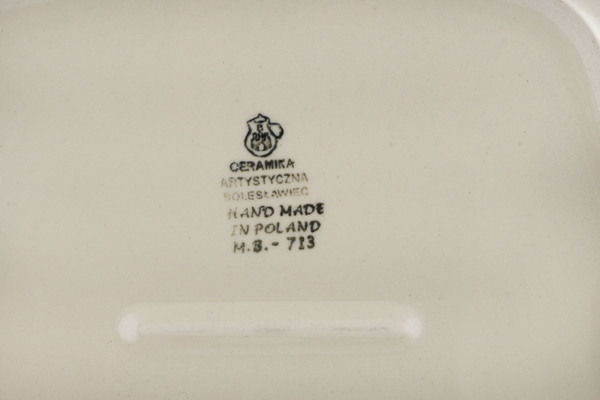 CERAMIKA
ARTYSTYCZNA
BOLESŁAWIEC
HAND MADE
IN POLAND
M.B.- 713